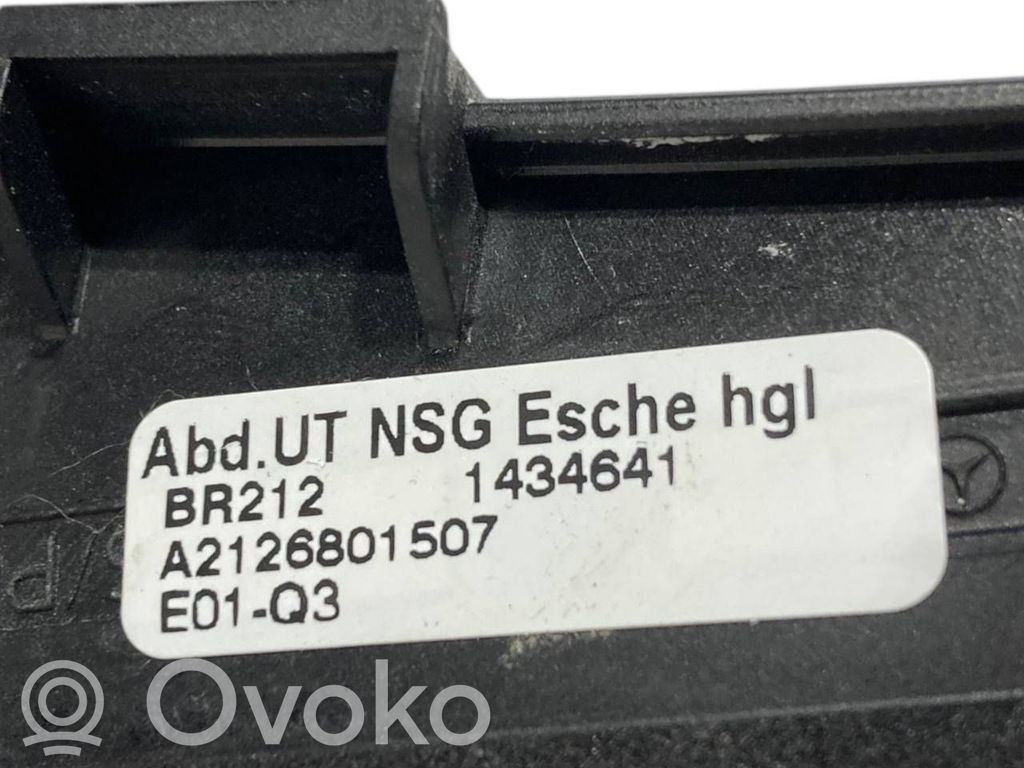 Abd.UT NSG Esche hgl
BR212 1434641
A2126801507
E01-Q3
Ovoko